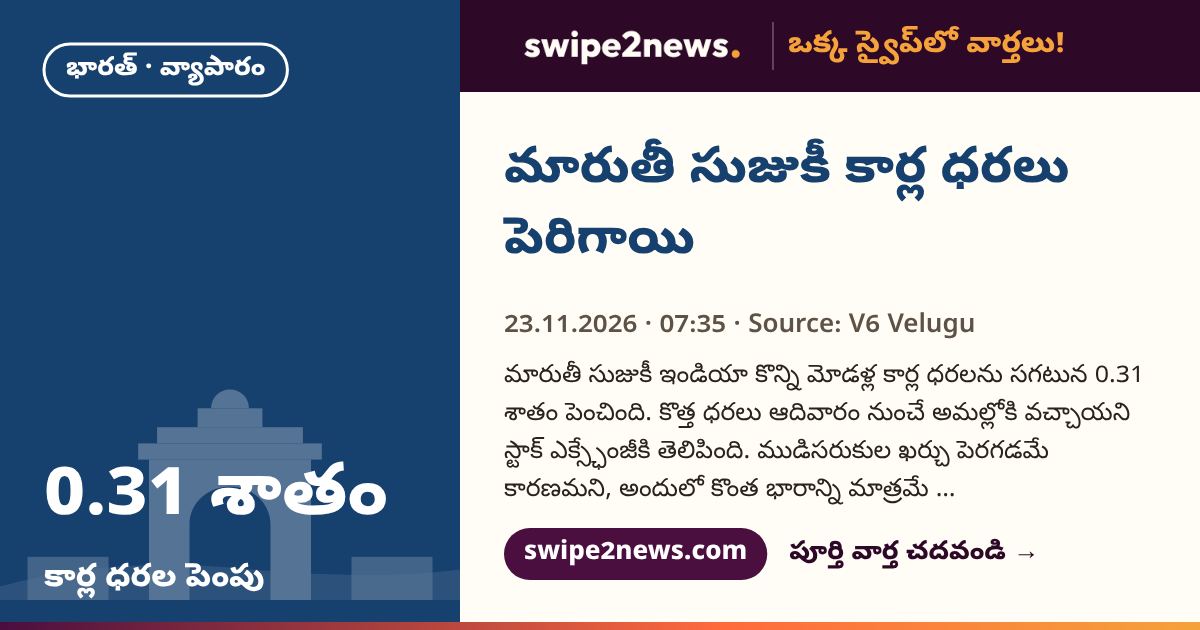 భారత్ · వ్యాపారం
0.31 శాతం
కార్ల ధరల పెంపు
swipe2news.
ఒక్క స్వైప్‌లో వార్తలు!
మారుతీ సుజుకీ కార్ల ధరలు
పెరిగాయి
23.11.2026 · 07:35 · Source: V6 Velugu
మారుతీ సుజుకీ ఇండియా కొన్ని మోడళ్ల కార్ల ధరలను సగటున 0.31
శాతం పెంచింది. కొత్త ధరలు ఆదివారం నుంచే అమల్లోకి వచ్చాయని
స్టాక్ ఎక్స్ఛేంజీకి తెలిపింది. ముడిసరుకుల ఖర్చు పెరగడమే
కారణమని, అందులో కొంత భారాన్ని మాత్రమే ...
swipe2news.com
పూర్తి వార్త చదవండి →